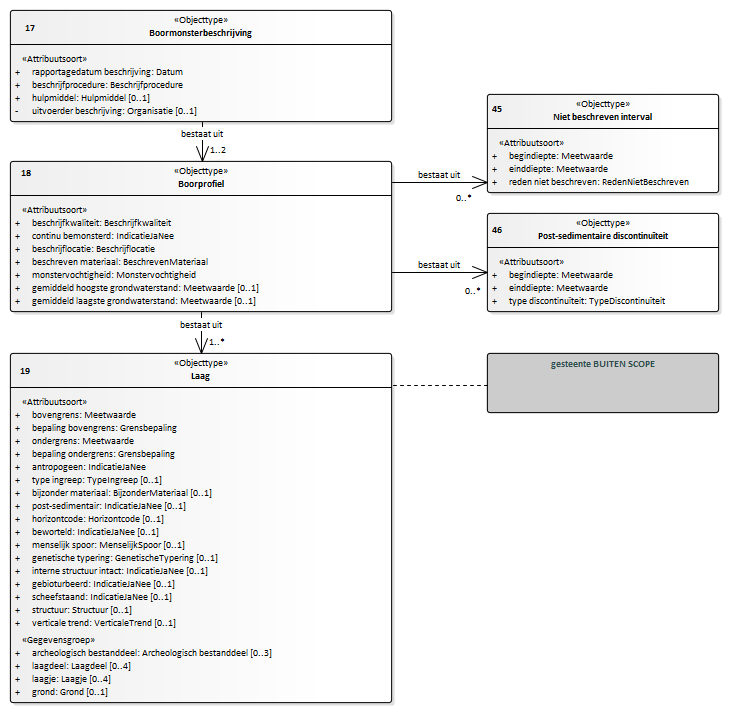 17
«Objecttype»
Boormonsterbeschrijving
«Attribuutsoort»
+ rapportagedatum beschrijving: Datum
+ beschrijfprocedure: Beschrijfprocedure
+ hulpmiddel: Hulpmiddel [0..1]
- uitvoerder beschrijving: Organisatie [0..1]
bestaat uit
1..2
18
«Objecttype»
Boorprofiel
«Attribuutsoort»
+ beschrijfkwaliteit: Beschrijfkwaliteit
+ continu bemonsterd: IndicatieJaNee
+ beschrijflocatie: Beschrijflocatie
+ beschreven materiaal: BeschrevenMateriaal
+ monstervochtigheid: Monstervochtigheid
+ gemiddeld hoogste grondwaterstand: Meetwaarde [0..1]
+ gemiddeld laagste grondwaterstand: Meetwaarde [0..1]
bestaat uit
0..*
45
«Objecttype»
Niet beschreven interval
«Attribuutsoort»
+ begindiepte: Meetwaarde
+ einddiepte: Meetwaarde
+ reden niet beschreven: RedenNietBeschreven
bestaat uit
0..*
46
«Objecttype»
Post-sedimentaire discontinuïteit
«Attribuutsoort»
+ begindiepte: Meetwaarde
+ einddiepte: Meetwaarde
+ type discontinuïteit: TypeDiscontinuïteit
bestaat uit
1..*
19
«Objecttype»
Laag
«Attribuutsoort»
+ bovengrens: Meetwaarde
+ bepaling bovengrens: Grensbepaling
+ ondergrens: Meetwaarde
+ bepaling ondergrens: Grensbepaling
+ antropogeen: IndicatieJaNee
+ type ingreep: TypeIngreep [0..1]
+ bijzonder materiaal: BijzonderMateriaal [0..1]
+ post-sedimentair: IndicatieJaNee [0..1]
+ horizontcode: Horizontcode [0..1]
+ beworteld: IndicatieJaNee [0..1]
+ menselijk spoor: MenselijkSpoor [0..1]
+ genetische typering: GenetischeTypering [0..1]
+ interne structuur intact: IndicatieJaNee [0..1]
+ gebioturbeerd: IndicatieJaNee [0..1]
+ scheefstaand: IndicatieJaNee [0..1]
+ structuur: Structuur [0..1]
+ verticale trend: VerticaleTrend [0..1]
«Gegevensgroep»
+ archeologisch bestanddeel: Archeologisch bestanddeel [0..3]
+ laagdeel: Laagdeel [0..4]
+ laagje: Laagje [0..4]
+ grond: Grond [0..1]
gesteente BUITEN SCOPE